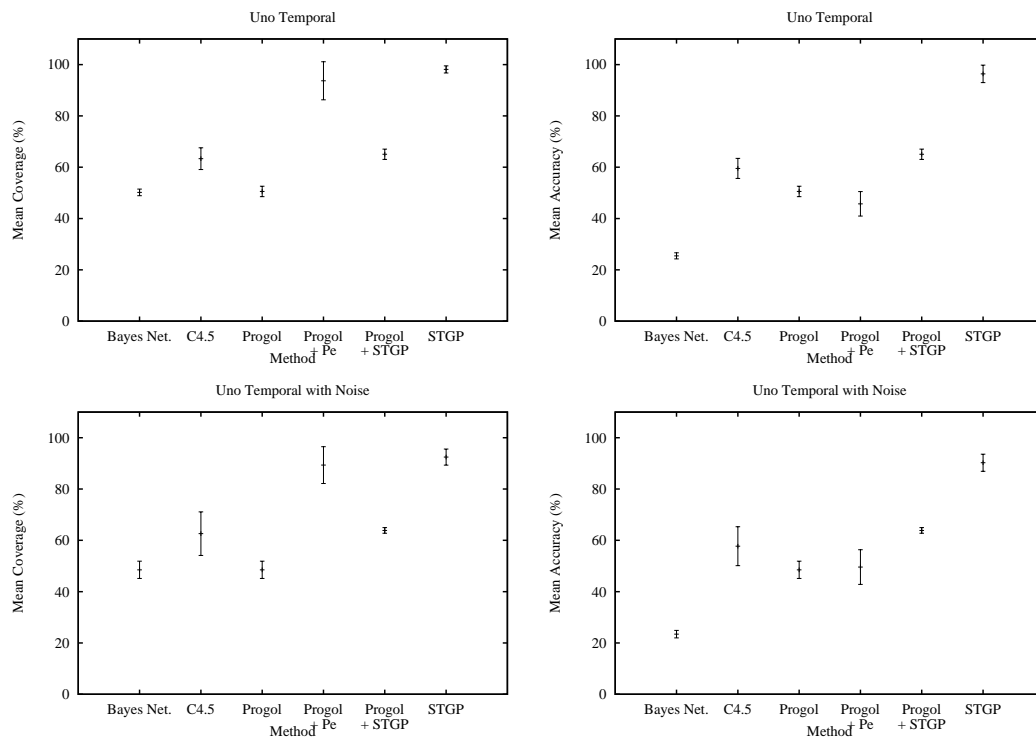 Uno Temporal
Mean Coverage (%)
100
80
60
40
20
0
Bayes Net. C4.5 Progol Progol Progol STGP
+ Pe + STGP
Method
Uno Temporal
Mean Accuracy (%)
100
80
60
40
20
0
Bayes Net. C4.5 Progol Progol Progol STGP
+ Pe + STGP
Method
Uno Temporal with Noise
Mean Coverage (%)
100
80
60
40
20
0
Bayes Net. C4.5 Progol Progol Progol STGP
+ Pe + STGP
Method
Uno Temporal with Noise
Mean Accuracy (%)
100
80
60
40
20
0
Bayes Net. C4.5 Progol Progol Progol STGP
+ Pe + STGP
Method